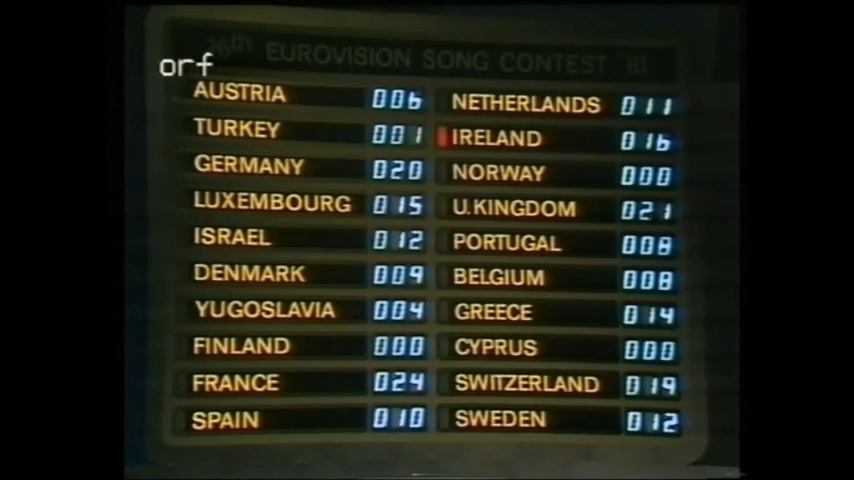 26th EUROVISION SONG CONTEST 81
orf
AUSTRIA 006
TURKEY 001
GERMANY 020
LUXEMBOURG 015
ISRAEL 012
DENMARK 009
YUGOSLAVIA 004
FINLAND 000
FRANCE 024
SPAIN 010
NETHERLANDS 011
IRELAND 016
NORWAY 000
U.KINGDOM 021
PORTUGAL 008
BELGIUM 008
GREECE 014
CYPRUS 000
SWITZERLAND 019
SWEDEN 012